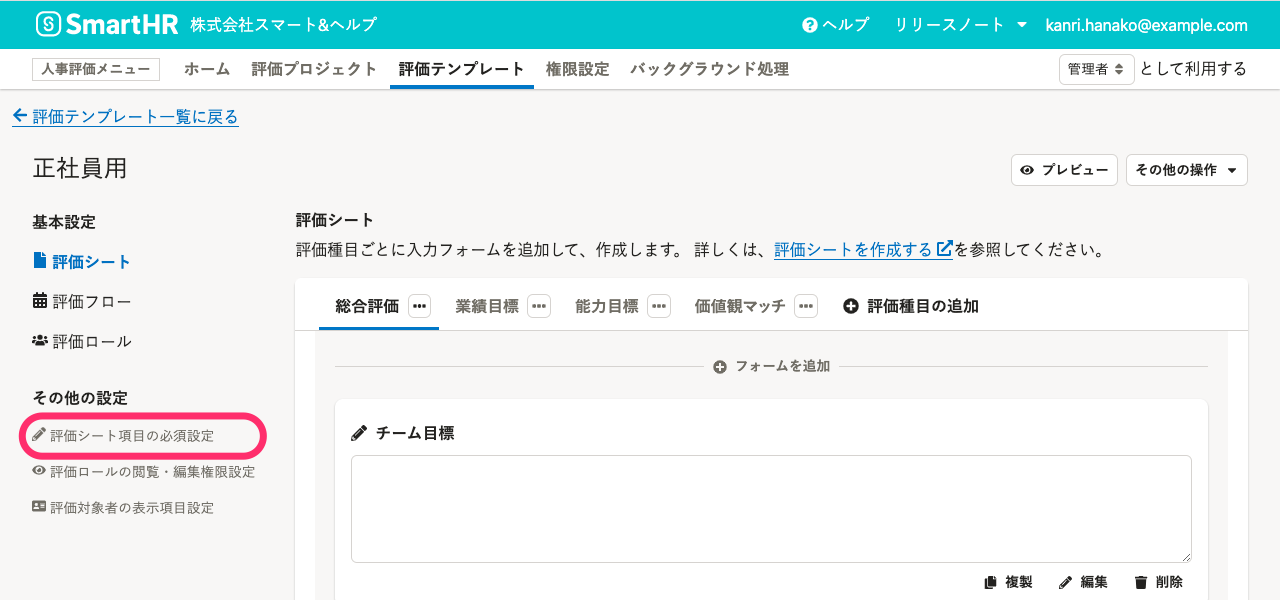 SmartHR 株式会社スマート&ヘルプ ヘルプ リリースノート kanri.hanako@example.com
人事評価メニュー ホーム 評価プロジェクト 評価テンプレート 権限設定 バックグラウンド処理 管理者 として利用する
評価テンプレート一覧に戻る
正社員用
プレビュー その他の操作
基本設定
評価シート
評価フロー
評価ロール
その他の設定
評価シート項目の必須設定
評価ロールの閲覧・編集権限設定
評価対象者の表示項目設定
評価シート
評価種目ごとに入力フォームを追加して、作成します。 詳しくは、評価シートを作成するを参照してください。
総合評価 業績目標 能力目標 価値観マッチ 評価種目の追加
フォームを追加
チーム目標
複製 編集 削除